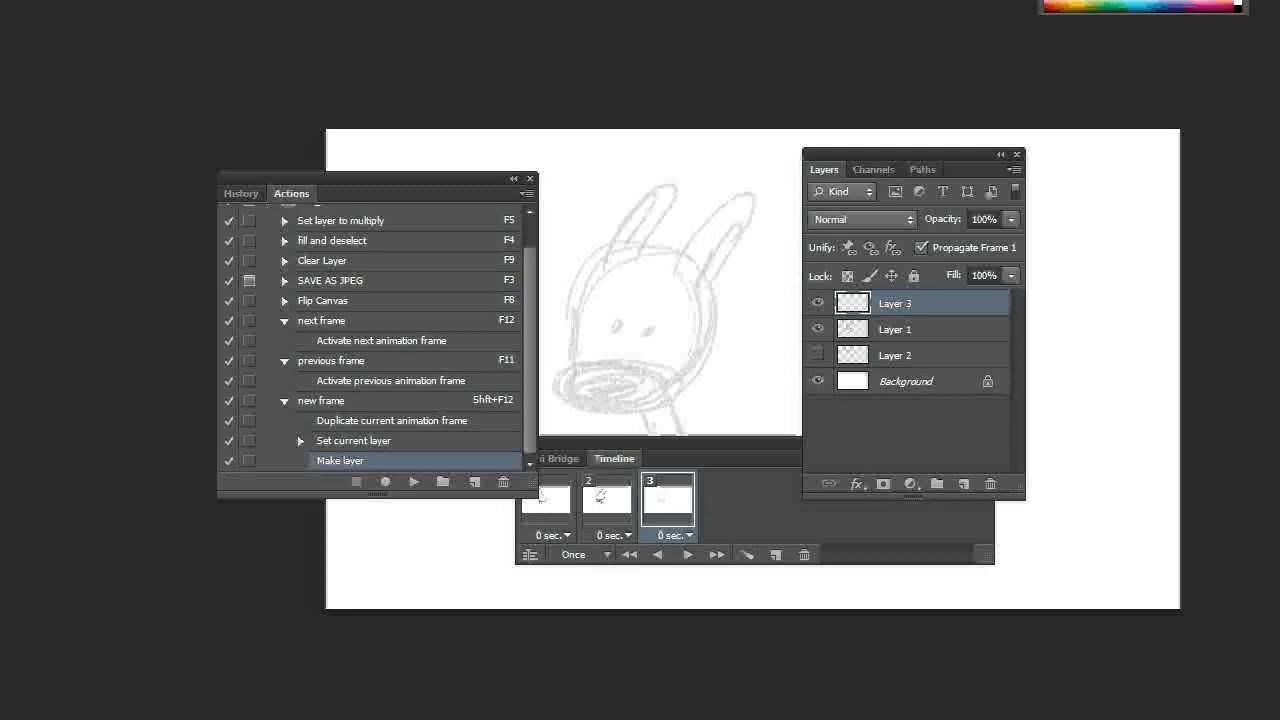 History Actions
Set layer to multiply F5
fill and deselect F4
Clear Layer F9
SAVE AS JPEG F3
Flip Canvas F8
next frame F12
Activate next animation frame
previous frame F11
Activate previous animation frame
new frame Shft+F12
Duplicate current animation frame
Set current layer
Make layer
Layers Channels Paths
Kind
Normal Opacity: 100%
Unify: Propagate Frame 1
Lock: Fill: 100%
Layer 3
Layer 1
Layer 2
Background
fx
Bridge Timeline
2 3
0 sec. 0 sec. 0 sec.
Once